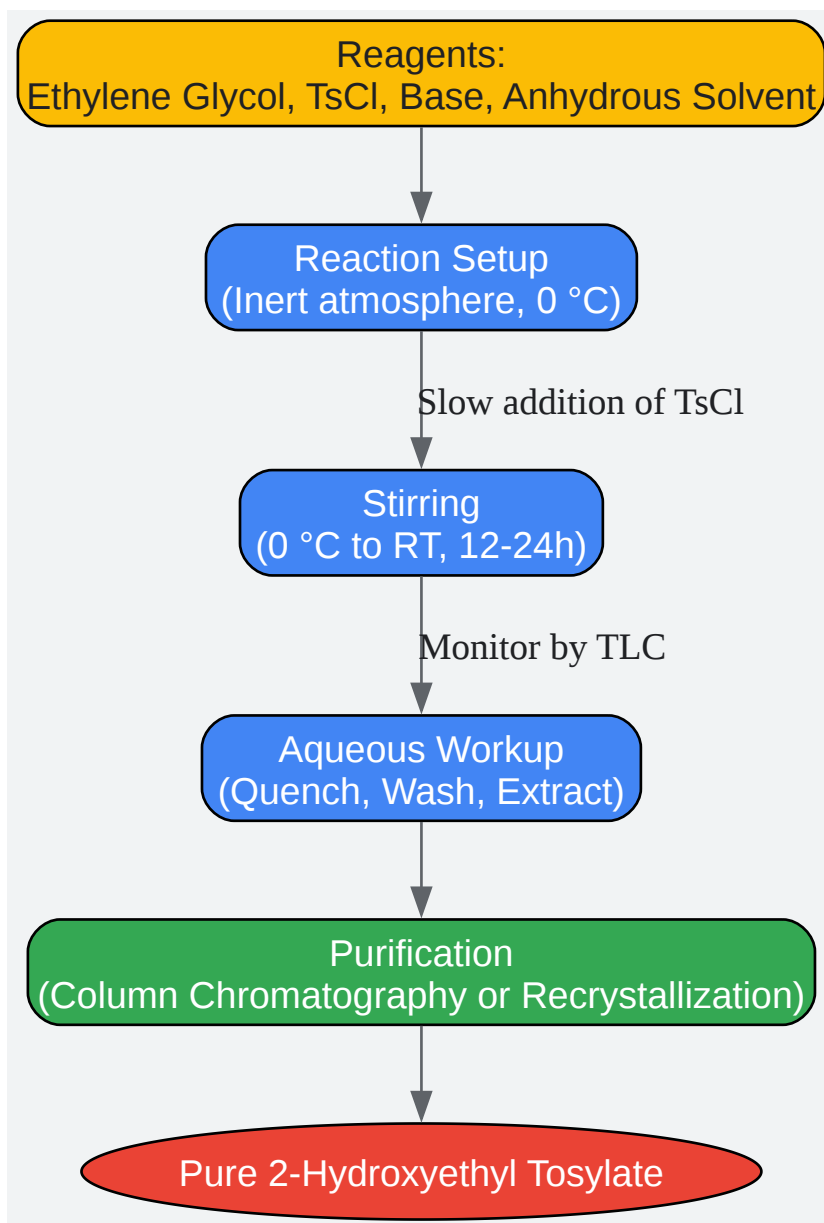 Reagents:
Ethylene Glycol, TsCl, Base, Anhydrous Solvent
Reaction Setup
(Inert atmosphere, 0 °C)
Slow addition of TsCl
Stirring
(0 °C to RT, 12-24h)
Monitor by TLC
Aqueous Workup
(Quench, Wash, Extract)
Purification
(Column Chromatography or Recrystallization)
Pure 2-Hydroxyethyl Tosylate